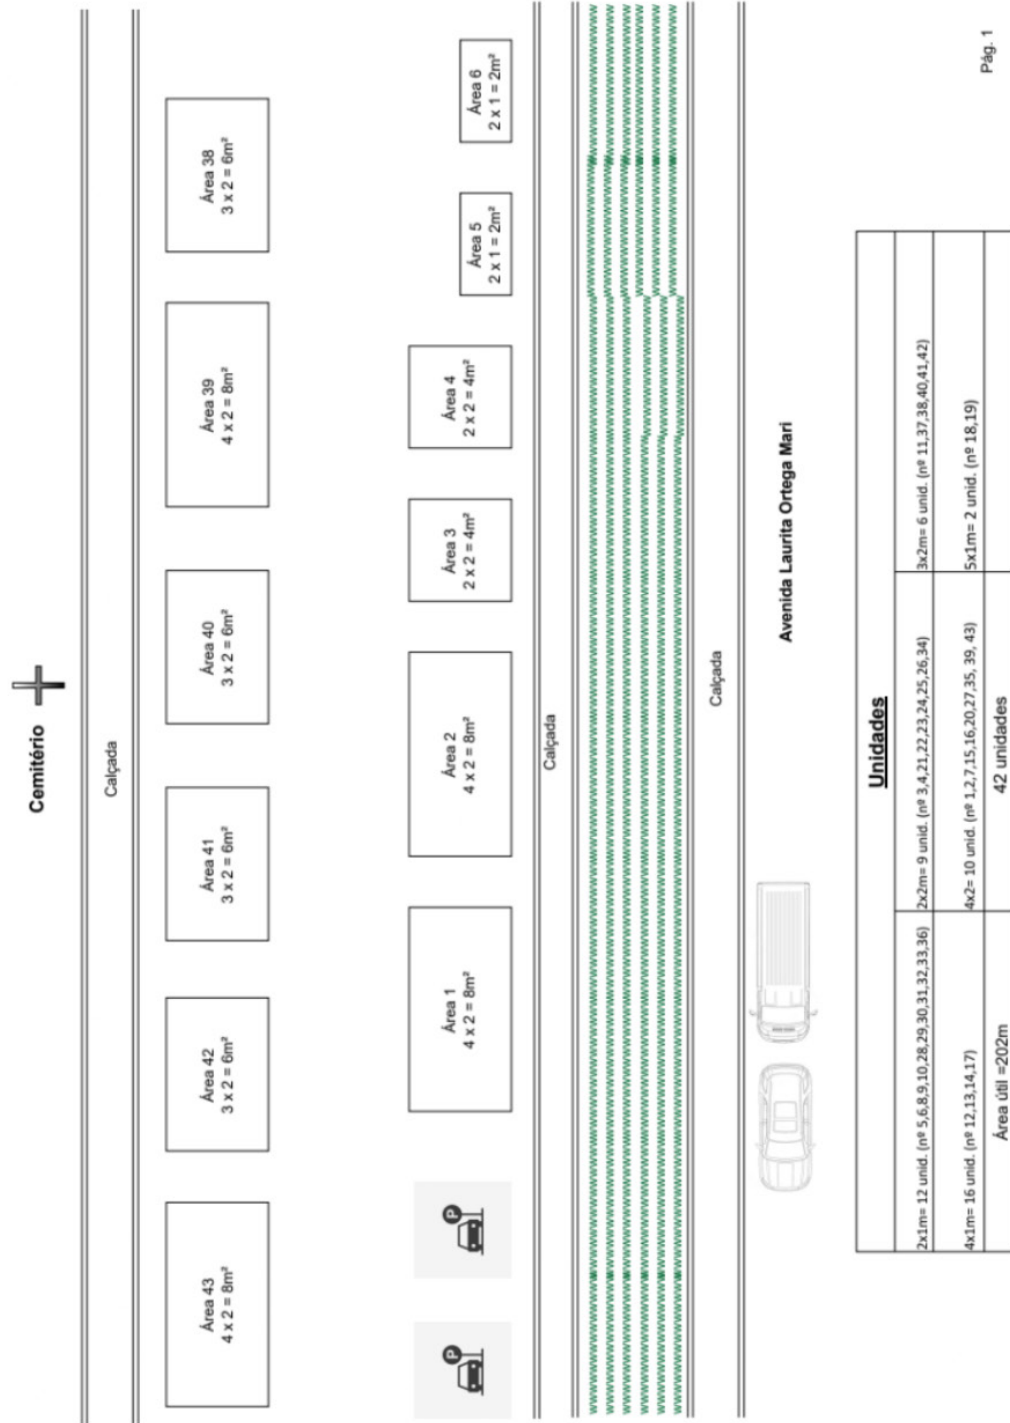 Cemitério
Calçada
Área 43
4 x 2 = 8m²
Área 42
3 x 2 = 6m²
Área 41
3 x 2 = 6m²
Área 40
3 x 2 = 6m²
Área 39
4 x 2 = 8m²
Área 38
3 x 2 = 6m²
P
P
Área 1
4 x 2 = 8m²
Área 2
4 x 2 = 8m²
Área 3
2 x 2 = 4m²
Área 4
2 x 2 = 4m²
Área 5
2 x 1 = 2m²
Área 6
2 x 1 = 2m²
Calçada
Calçada
Avenida Laurita Ortega Mari
Unidades
2x1m= 12 unid. (nº 5,6,8,9,10,28,29,30,31,32,33,36)
2x2m= 9 unid. (nº 3,4,21,22,23,24,25,26,34)
3x2m= 6 unid. (nº 11,37,38,40,41,42)
4x1m= 16 unid. (nº 12,13,14,17)
4x2= 10 unid. (nº 1,2,7,15,16,20,27,35, 39, 43)
5x1m= 2 unid. (nº 18,19)
Área útil =202m
42 unidades
Pág. 1